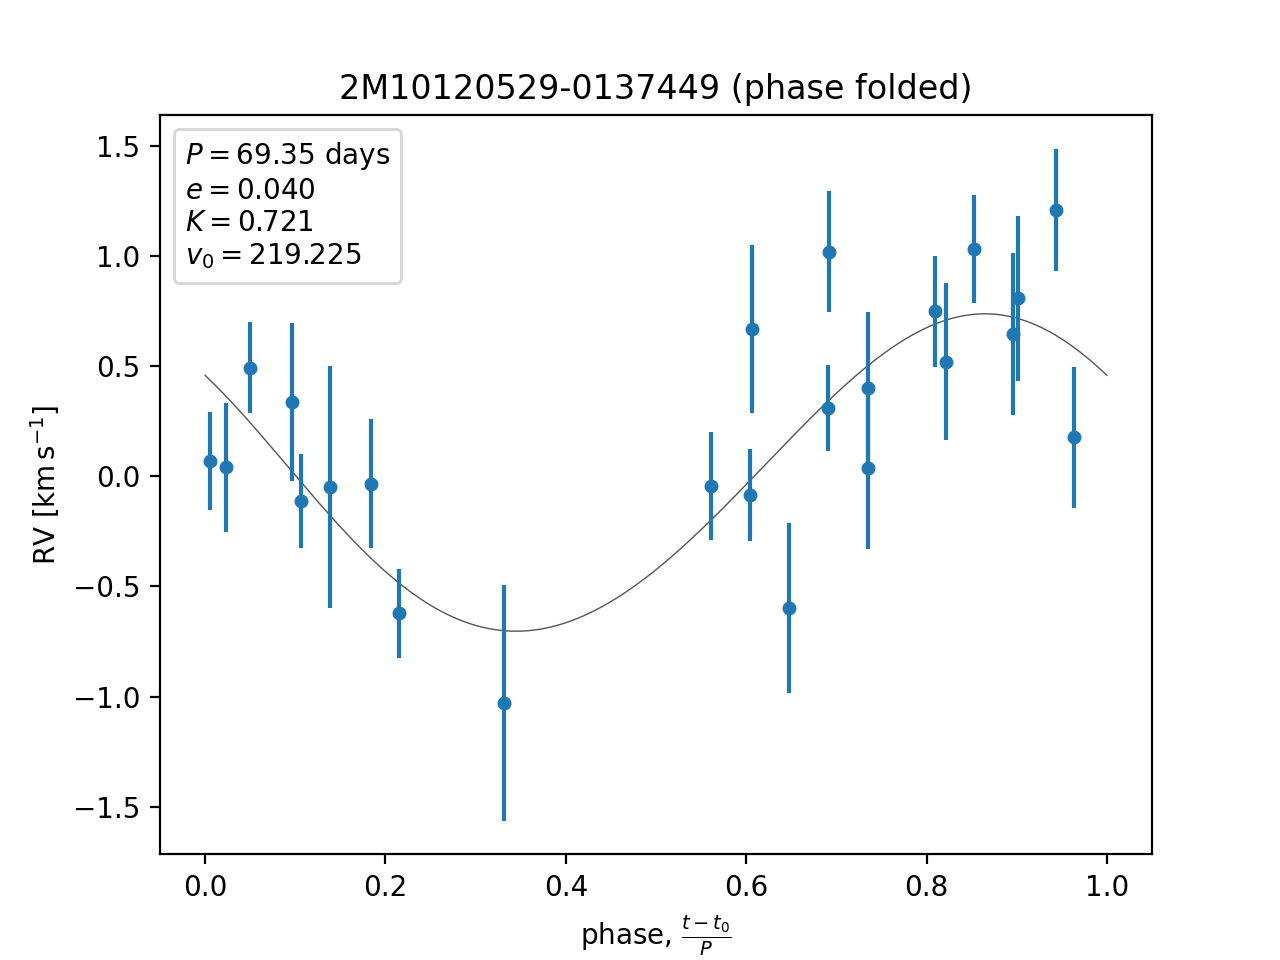 2M10120529-0137449 (phase folded)
P = 69.35 days
e = 0.040
K = 0.721
v₀ = 219.225
1.5
1.0
0.5
0.0
−0.5
−1.0
−1.5
RV [km s⁻¹]
0.0 0.2 0.4 0.6 0.8 1.0
phase, (t − t₀)/P